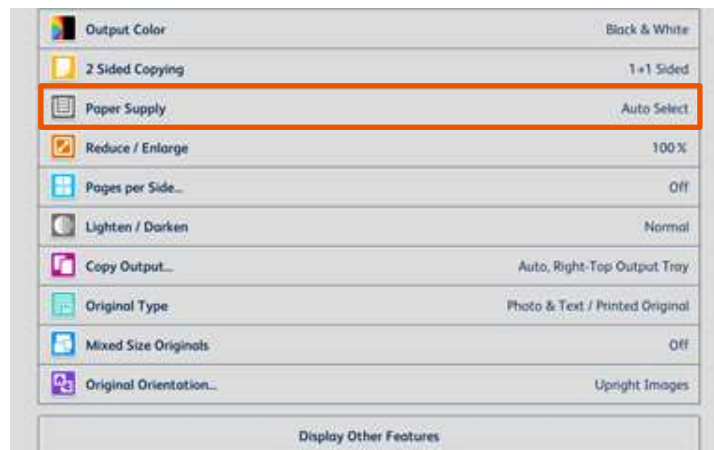 Output Color Black & White
2 Sided Copying 1→1 Sided
Paper Supply Auto Select
Reduce / Enlarge 100 %
Pages per Side... Off
Lighten / Darken Normal
Copy Output... Auto, Right-Top Output Tray
Original Type Photo & Text / Printed Original
Mixed Size Originals Off
Original Orientation... Upright Images
Display Other Features